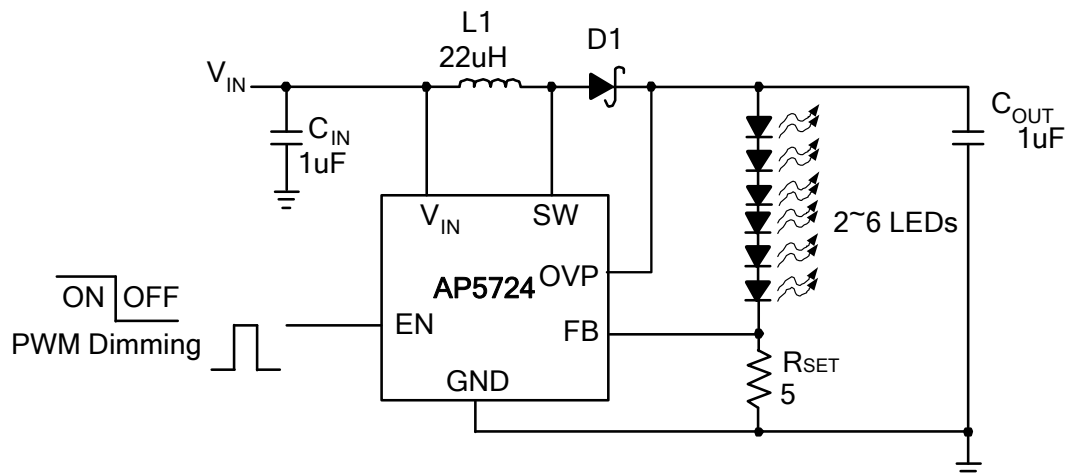 L1
22uH
D1
VIN
CIN
1uF
COUT
1uF
VIN
SW
2~6 LEDs
OVP
AP5724
ON OFF
EN
FB
PWM Dimming
GND
RSET
5